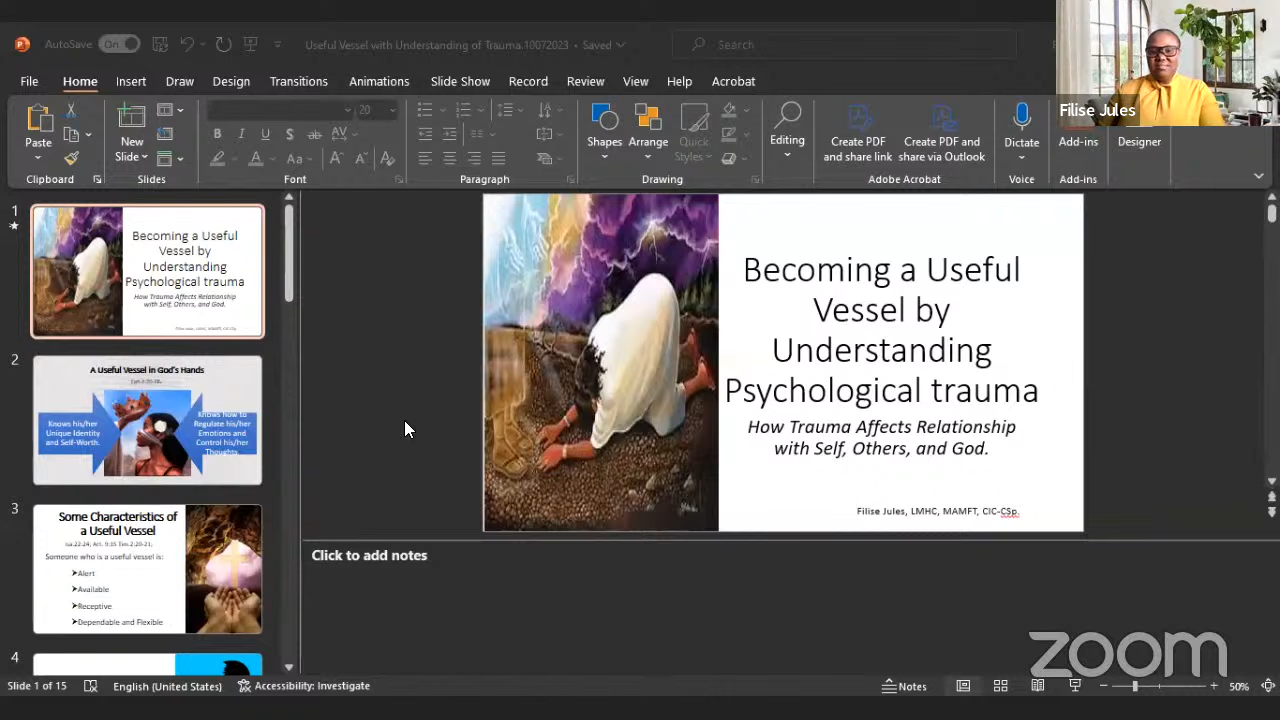 AutoSave On
Useful Vessel with Understanding of Trauma.10072023 • Saved
Search
Filise Jules
File Home Insert Draw Design Slide Show Transitions Animations Record Review View Help Acrobat
Paste
New
Slide
20
Shapes Arrange Quick
Styles
Editing
Create PDF
and share link
Create PDF and
share via Outlook
Dictate
Add-ins
Designer
Clipboard Slides Font Paragraph Drawing Adobe Acrobat Voice Add-ins
1
Becoming a Useful
Vessel by
Understanding
Psychological trauma
How Trauma Affects Relationship
with Self, Others, and God.
Filise Jules, LMHC, MAMFT, CIC-CSp.
2
A Useful Vessel in God's Hands
Knows his/her
Unique Identity
and Self-Worth.
Knows How to
Regulate his/her
Emotions and
Control his/her
Thoughts
3
Some Characteristics of
a Useful Vessel
Someone who is a useful vessel is:
➢Alert
➢Available
➢Receptive
➢Dependable and Flexible
4
Becoming a Useful
Vessel by
Understanding
Psychological trauma
How Trauma Affects Relationship
with Self, Others, and God.
Filise Jules, LMHC, MAMFT, CIC-CSp.
Click to add notes
zoom
Slide 1 of 15 English (United States) Accessibility: Investigate Notes 50%